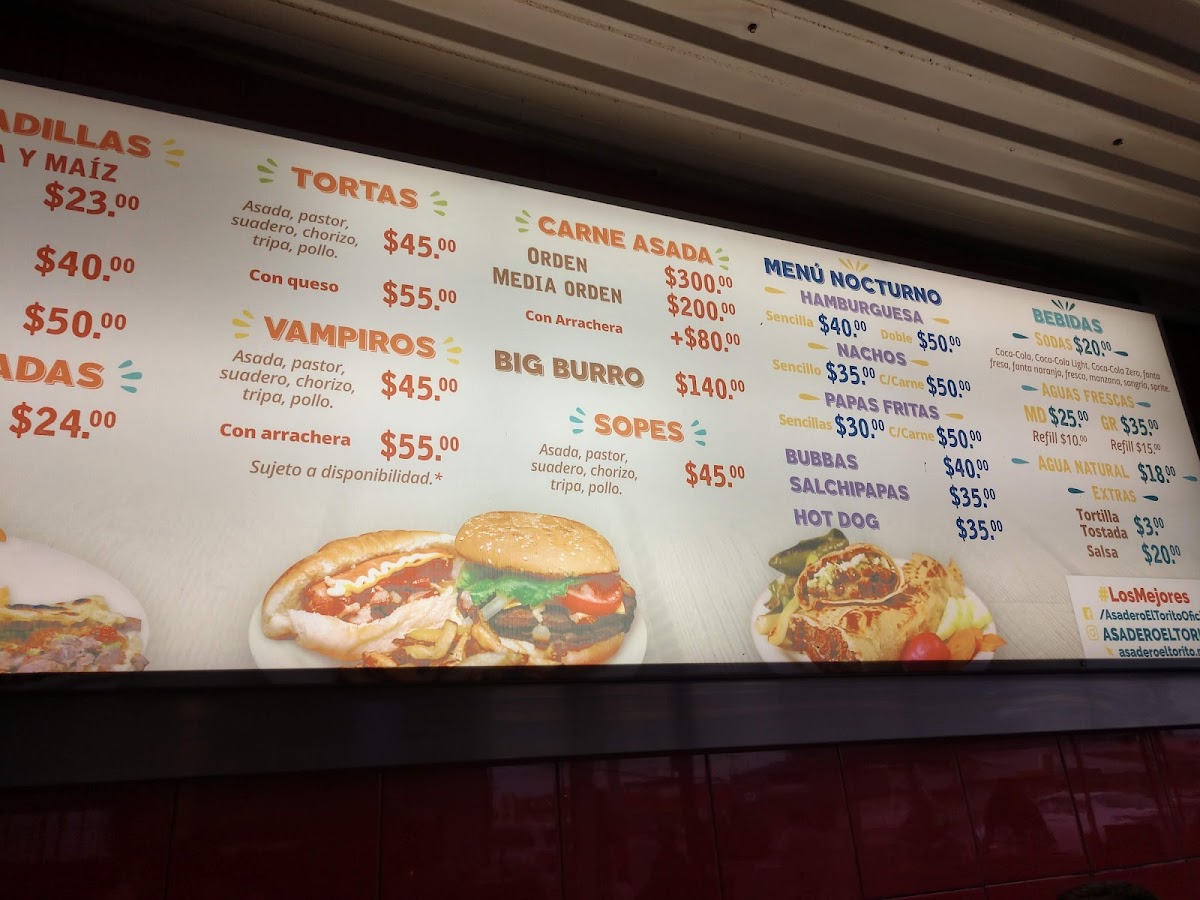 ADILLAS
A Y MAÍZ
$23.00
$40.00
$50.00
ADAS
$24.00
TORTAS
Asada, pastor,
suadero, chorizo,
tripa, pollo.
$45.00
Con queso $55.00
VAMPIROS
Asada, pastor,
suadero, chorizo,
tripa, pollo.
$45.00
Con arrachera $55.00
Sujeto a disponibilidad.*
CARNE ASADA
ORDEN $300.00
MEDIA ORDEN $200.00
Con Arrachera +$80.00
BIG BURRO $140.00
SOPES
Asada, pastor,
suadero, chorizo,
tripa, pollo.
$45.00
MENÚ NOCTURNO
HAMBURGUESA
Sencilla $40.00 Doble $50.00
NACHOS
Sencillo $35.00 C/Carne $50.00
PAPAS FRITAS
Sencillas $30.00 C/Carne $50.00
BUBBAS $40.00
SALCHIPAPAS $35.00
HOT DOG $35.00
BEBIDAS
SODAS $20.00
Coca-Cola, Coca-Cola Light, Coca-Cola Zero, fanta
fresa, fanta naranja, fresco, manzana, sangría, sprite.
AGUAS FRESCAS
MD $25.00 GR $35.00
Refill $10.00 Refill $15.00
AGUA NATURAL $18.00
EXTRAS
Tortilla
Tostada $3.00
Salsa $20.00
#LosMejores
/AsaderoElToritoOfic
ASADEROELTOR
asaderoeltorito.